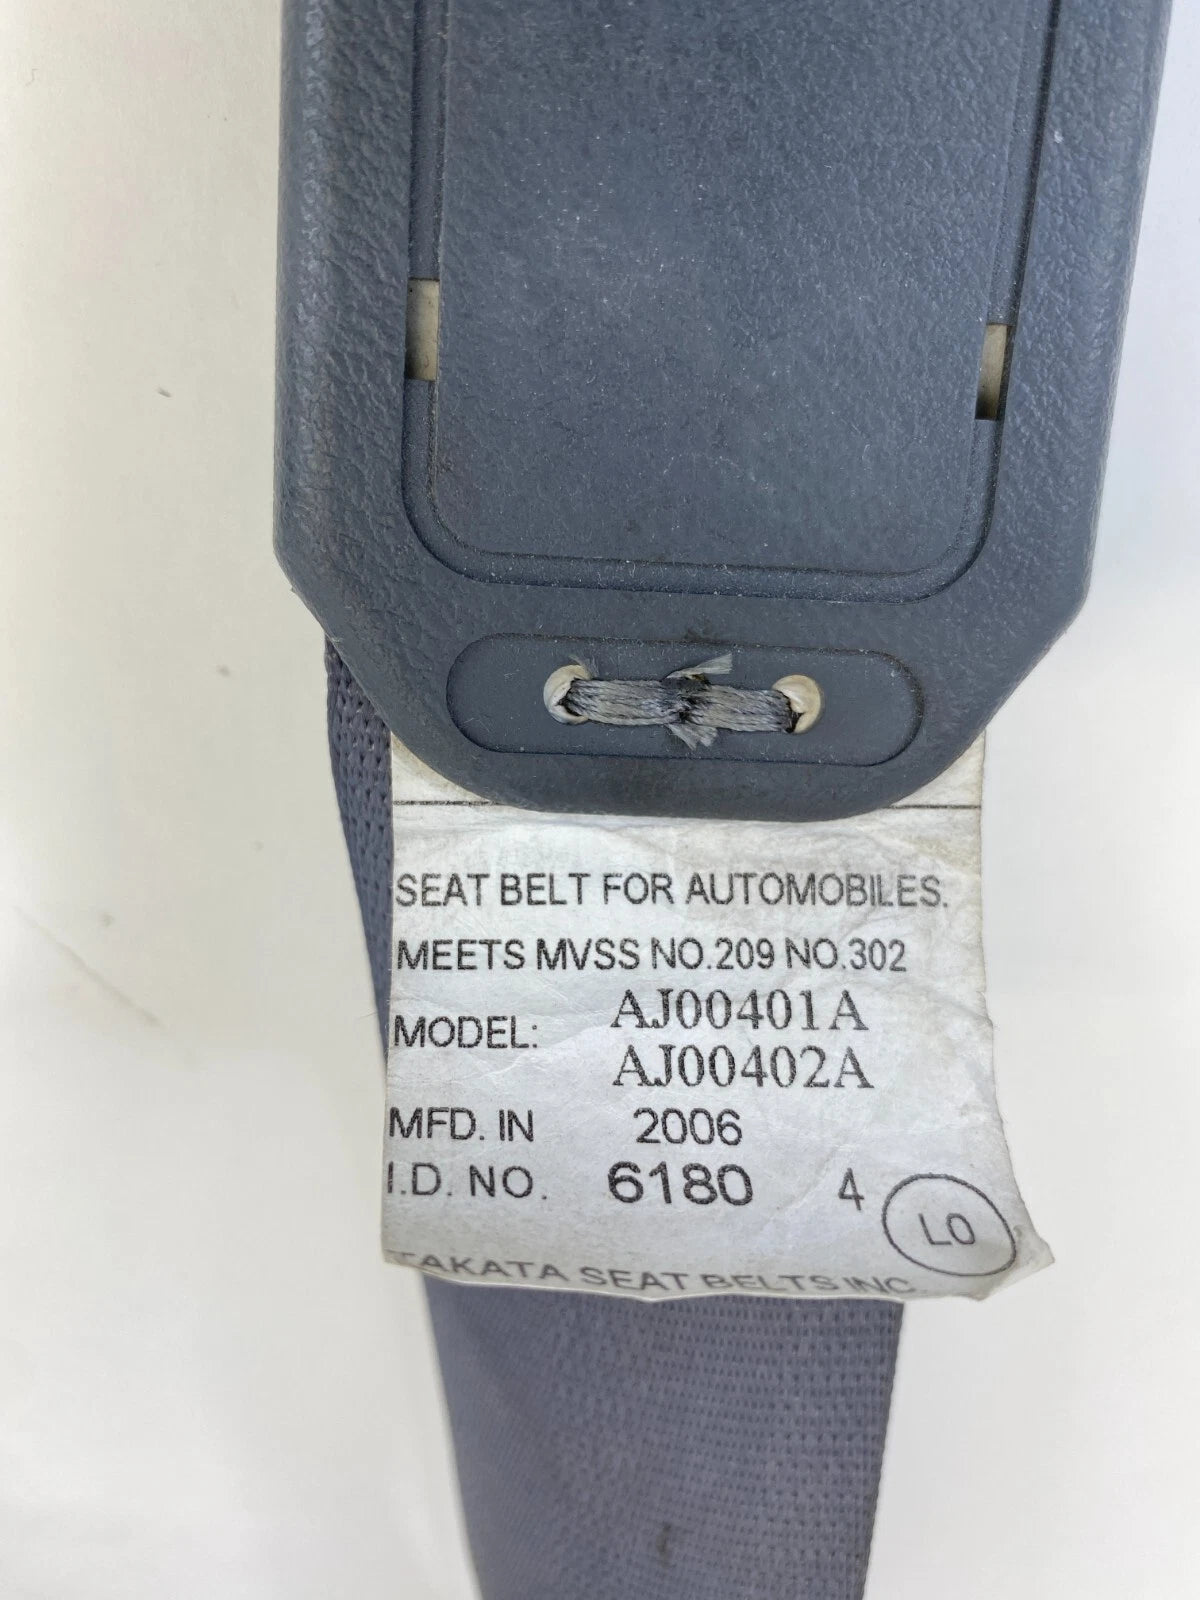 SEAT BELT FOR AUTOMOBILES.
MEETS MVSS NO.209 NO.302
MODEL: AJ00401A
AJ00402A
MFD. IN 2006
I.D. NO. 6180 4 LO
TAKATA SEAT BELTS INC.